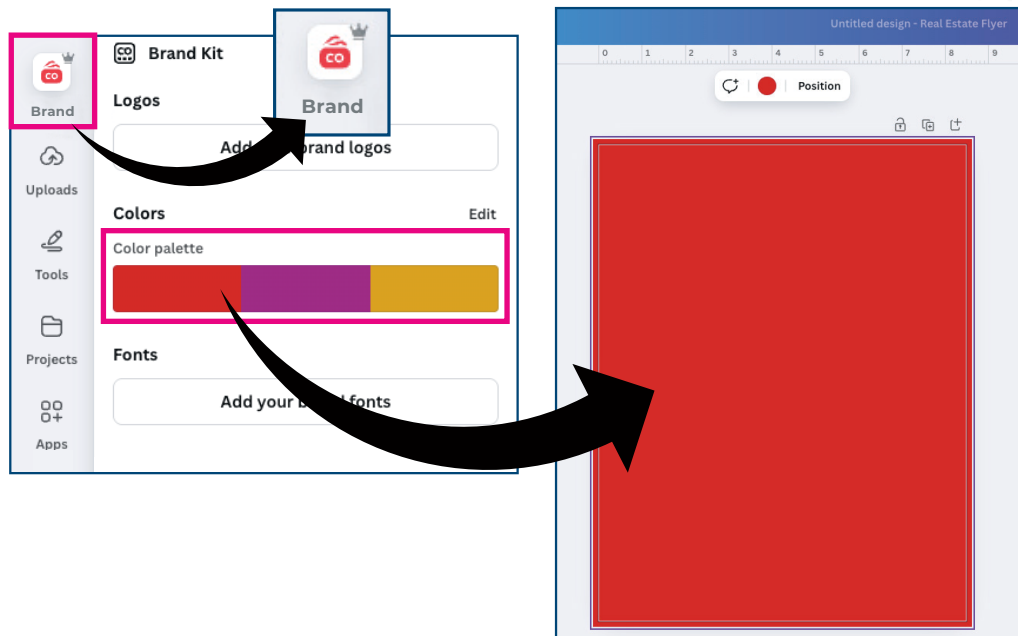 CO
Brand
Uploads
Tools
Projects
Apps
CO
Brand Kit
Logos
Add brand logos
Colors
Edit
Color palette
Fonts
Add your fonts
CO
Brand
Untitled design - Real Estate Flyer
0 1 2 3 4 5 6 7 8 9
Position